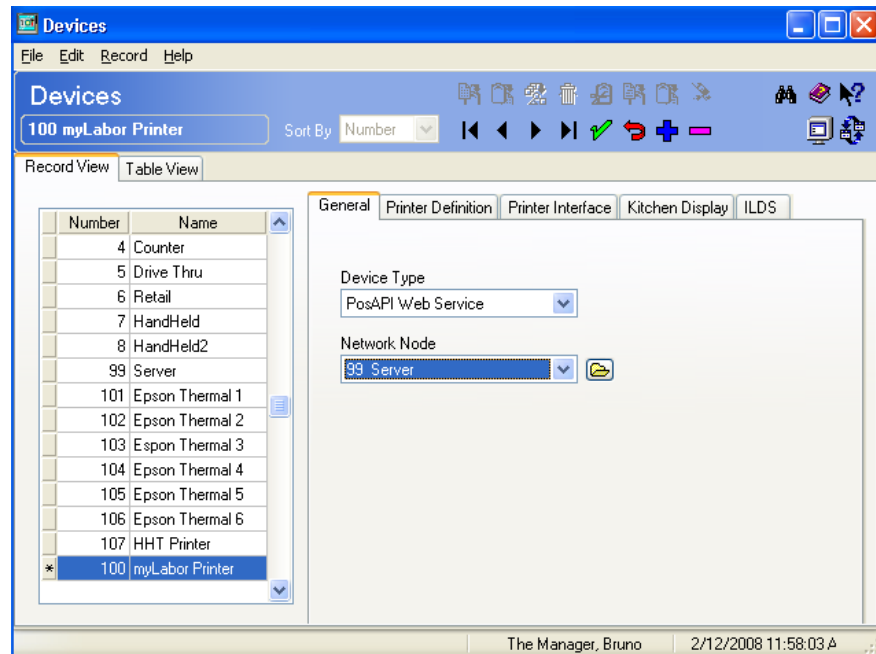 Devices
File Edit Record Help
Devices
100 myLabor Printer
Sort By Number
Record View Table View
Number Name
4 Counter
5 Drive Thru
6 Retail
7 HandHeld
8 HandHeld2
99 Server
101 Epson Thermal 1
102 Epson Thermal 2
103 Espon Thermal 3
104 Epson Thermal 4
105 Epson Thermal 5
106 Epson Thermal 6
107 HHT Printer
* 100 myLabor Printer
General Printer Definition Printer Interface Kitchen Display ILDS
Device Type
PosAPI Web Service
Network Node
99 Server
The Manager, Bruno 2/12/2008 11:58:03